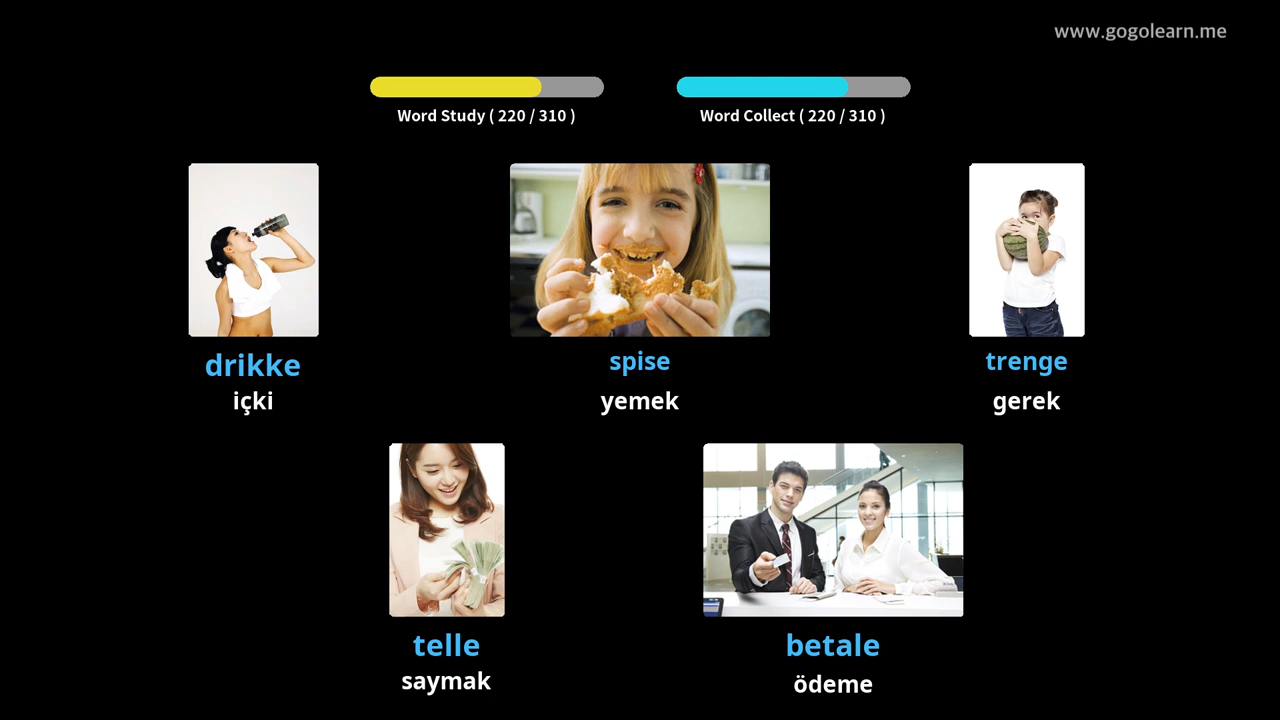 www.gogolearn.me
Word Study ( 220 / 310 )
Word Collect ( 220 / 310 )
drikke
içki
spise
yemek
trenge
gerek
telle
saymak
betale
ödeme